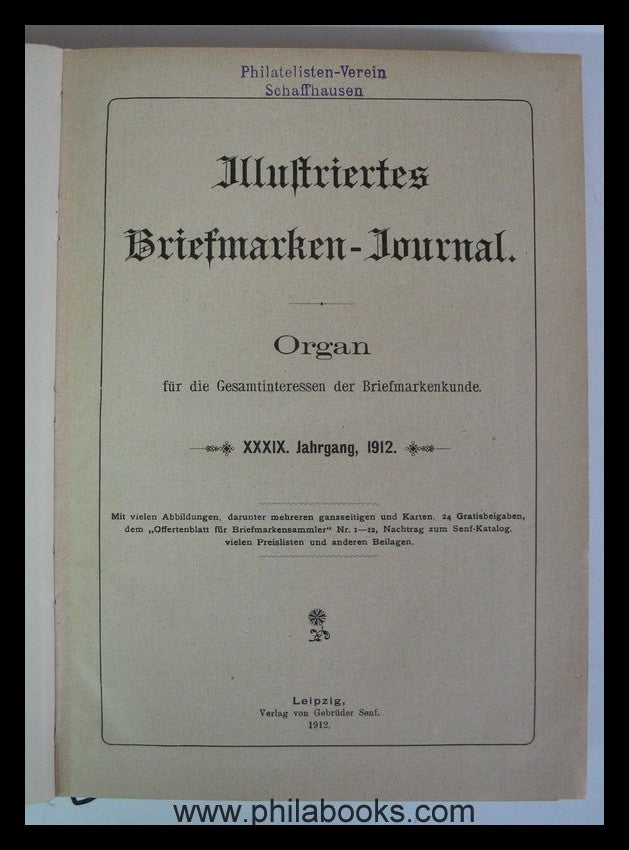 Philatelisten-Verein
Schaffhausen
Illustriertes
Briefmarken-Journal.
Organ
für die Gesamtinteressen der Briefmarkenkunde.
XXXIX. Jahrgang, 1912.
Mit vielen Abbildungen, darunter mehreren ganzseitigen und Karten, 24 Gratisbeigaben,
dem „Offertenblatt für Briefmarkensammler“ Nr. 1—12, Nachtrag zum Senf-Katalog,
vielen Preislisten und anderen Beilagen.
Leipzig,
Verlag von Gebrüder Senf.
1912.
www.philabooks.com